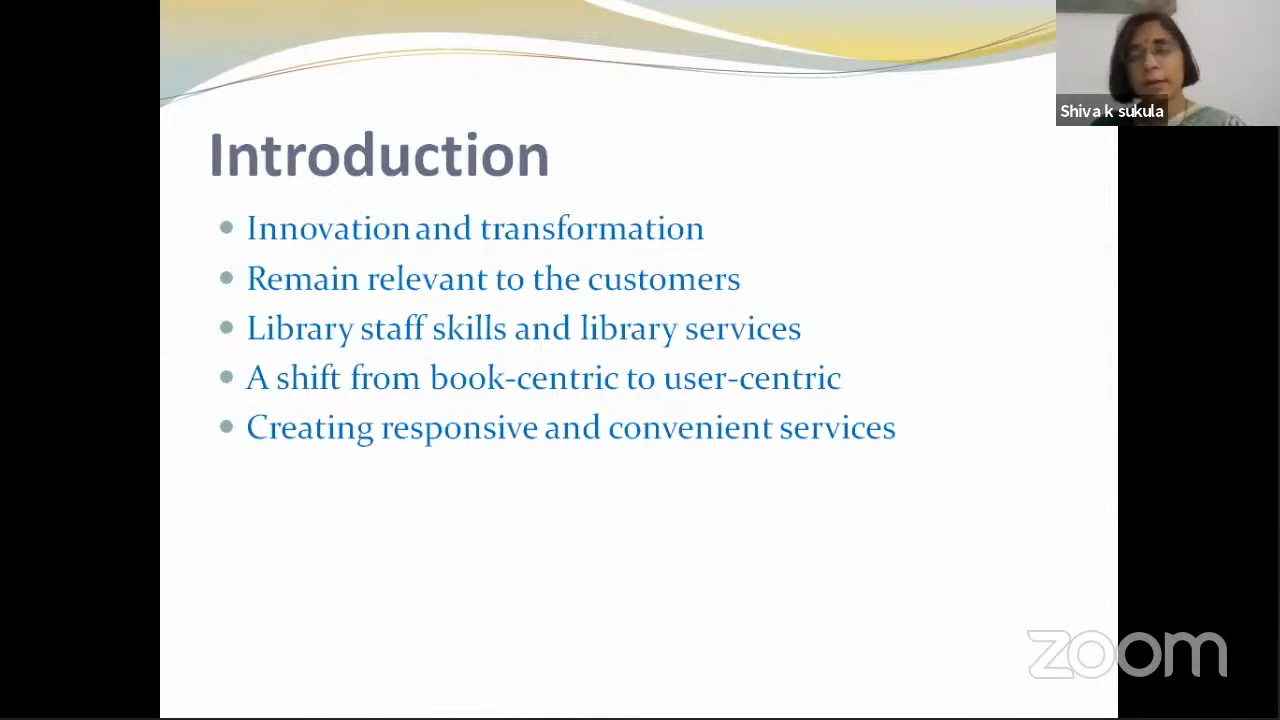 Shiva k sukula
Introduction
Innovation and transformation
Remain relevant to the customers
Library staff skills and library services
A shift from book-centric to user-centric
Creating responsive and convenient services
zoom